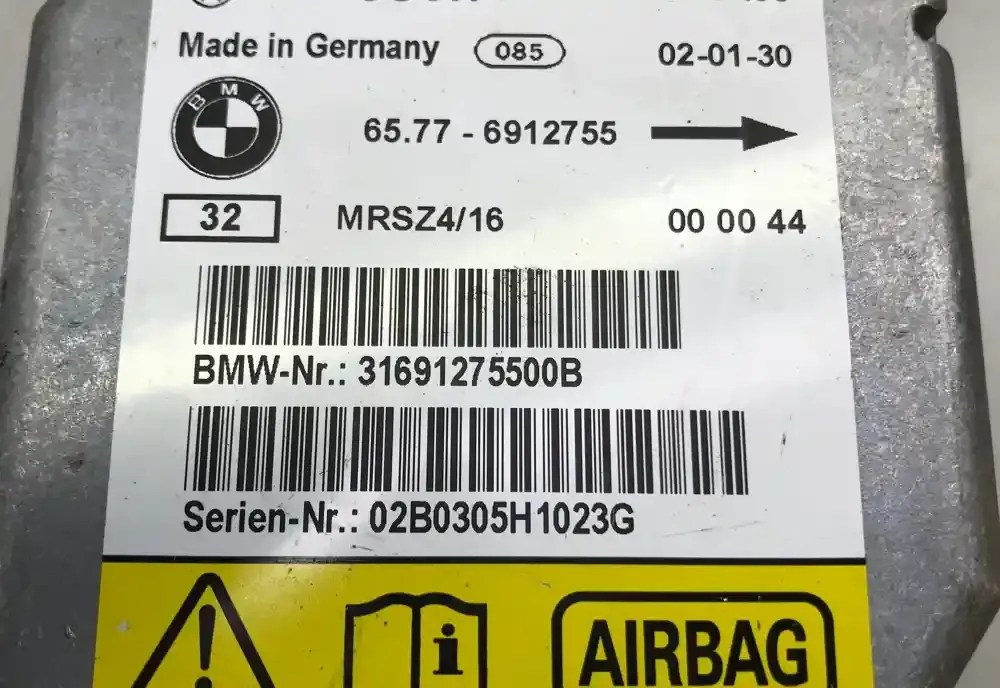 Made in Germany 085 02-01-30
BMW
65.77 - 6912755
32 MRSZ4/16 00 00 44
BMW-Nr.: 31691275500B
Serien-Nr.: 02B0305H1023G
! i AIRBAG